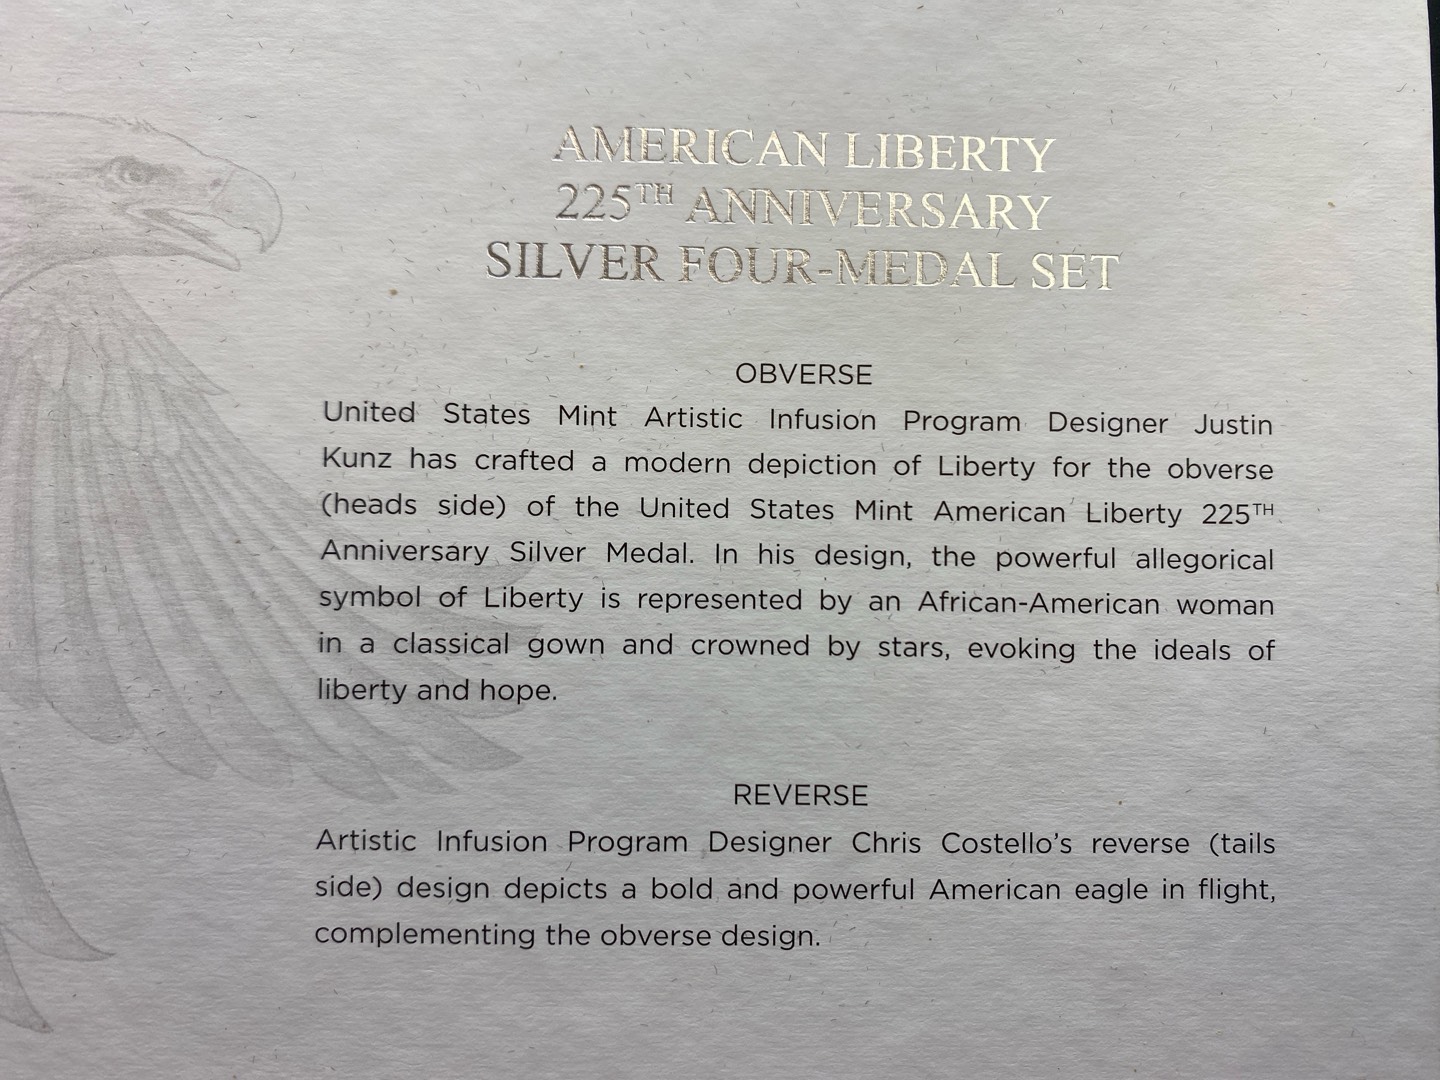 AMERICAN LIBERTY
225TH ANNIVERSARY
SILVER FOUR-MEDAL SET
OBVERSE
United States Mint Artistic Infusion Program Designer Justin
Kunz has crafted a modern depiction of Liberty for the obverse
(heads side) of the United States Mint American Liberty 225TH
Anniversary Silver Medal. In his design, the powerful allegorical
symbol of Liberty is represented by an African-American woman
in a classical gown and crowned by stars, evoking the ideals of
liberty and hope.
REVERSE
Artistic Infusion Program Designer Chris Costello’s reverse (tails
side) design depicts a bold and powerful American eagle in flight,
complementing the obverse design.